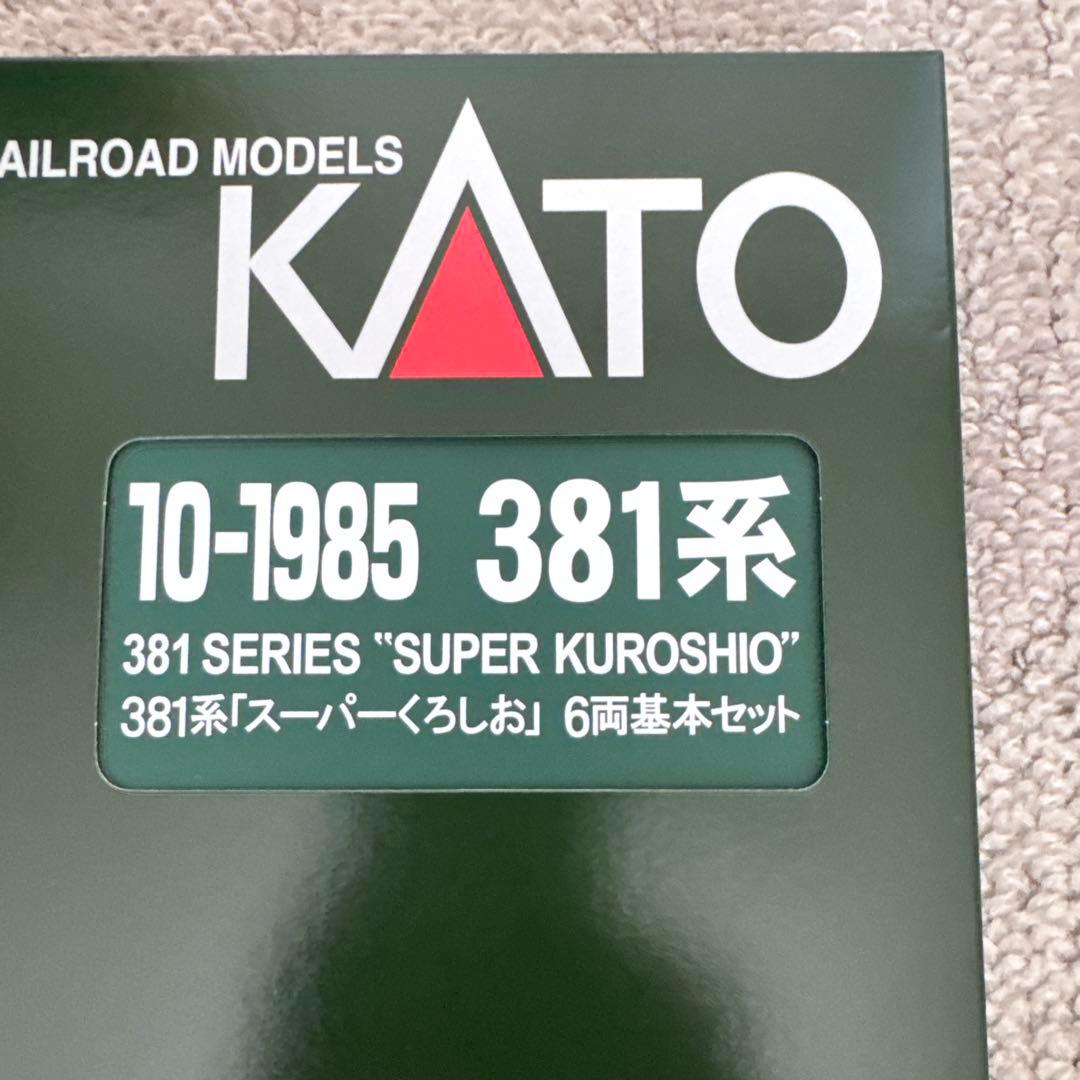 AILROAD MODELS
KATO
10-1985 381系
381 SERIES “SUPER KUROSHIO”
381系「スーパーくろしお」 6両基本セット